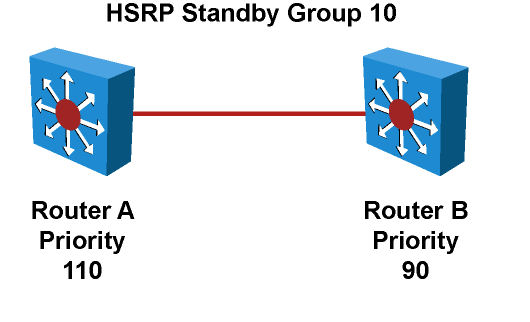 HSRP Standby Group 10
Router A
Priority
110
Router B
Priority
90